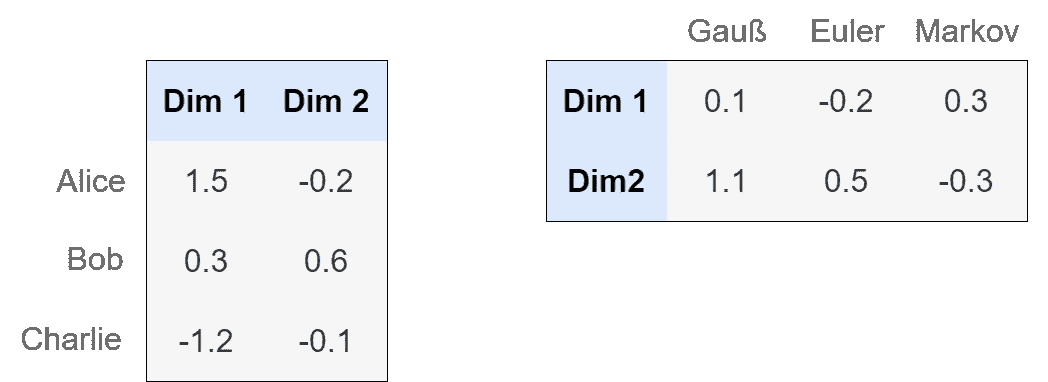 Dim 1 Dim 2
Alice 1.5 -0.2
Bob 0.3 0.6
Charlie -1.2 -0.1
Gauß Euler Markov
Dim 1 0.1 -0.2 0.3
Dim2 1.1 0.5 -0.3